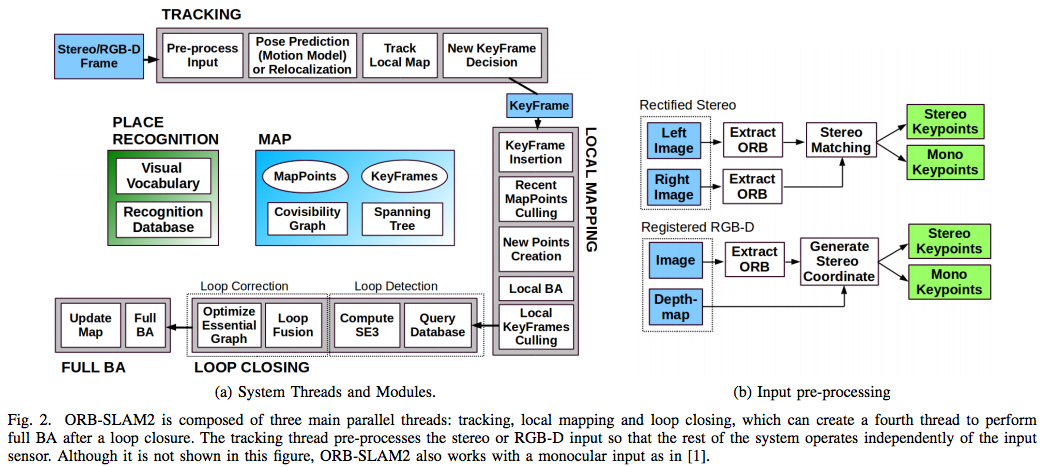 TRACKING
Stereo/RGB-D
Frame
Pre-process
Input
Pose Prediction
(Motion Model)
or Relocalization
Track
Local Map
New KeyFrame
Decision
KeyFrame
PLACE
RECOGNITION
Visual
Vocabulary
Recognition
Database
MAP
MapPoints
KeyFrames
Covisibility
Graph
Spanning
Tree
LOCAL MAPPING
KeyFrame
Insertion
Recent
MapPoints
Culling
New Points
Creation
Local BA
Local
KeyFrames
Culling
Loop Correction
Loop Detection
Optimize
Essential
Graph
Loop
Fusion
Compute
SE3
Query
Database
LOOP CLOSING
Update
Map
Full
BA
FULL BA
(a) System Threads and Modules.
Rectified Stereo
Left
Image
Extract
ORB
Stereo
Matching
Stereo
Keypoints
Mono
Keypoints
Right
Image
Extract
ORB
Registered RGB-D
Image
Extract
ORB
Generate
Stereo
Coordinate
Stereo
Keypoints
Mono
Keypoints
Depth-
map
(b) Input pre-processing
Fig. 2. ORB-SLAM2 is composed of three main parallel threads: tracking, local mapping and loop closing, which can create a fourth thread to perform
full BA after a loop closure. The tracking thread pre-processes the stereo or RGB-D input so that the rest of the system operates independently of the input
sensor. Although it is not shown in this figure, ORB-SLAM2 also works with a monocular input as in [1].